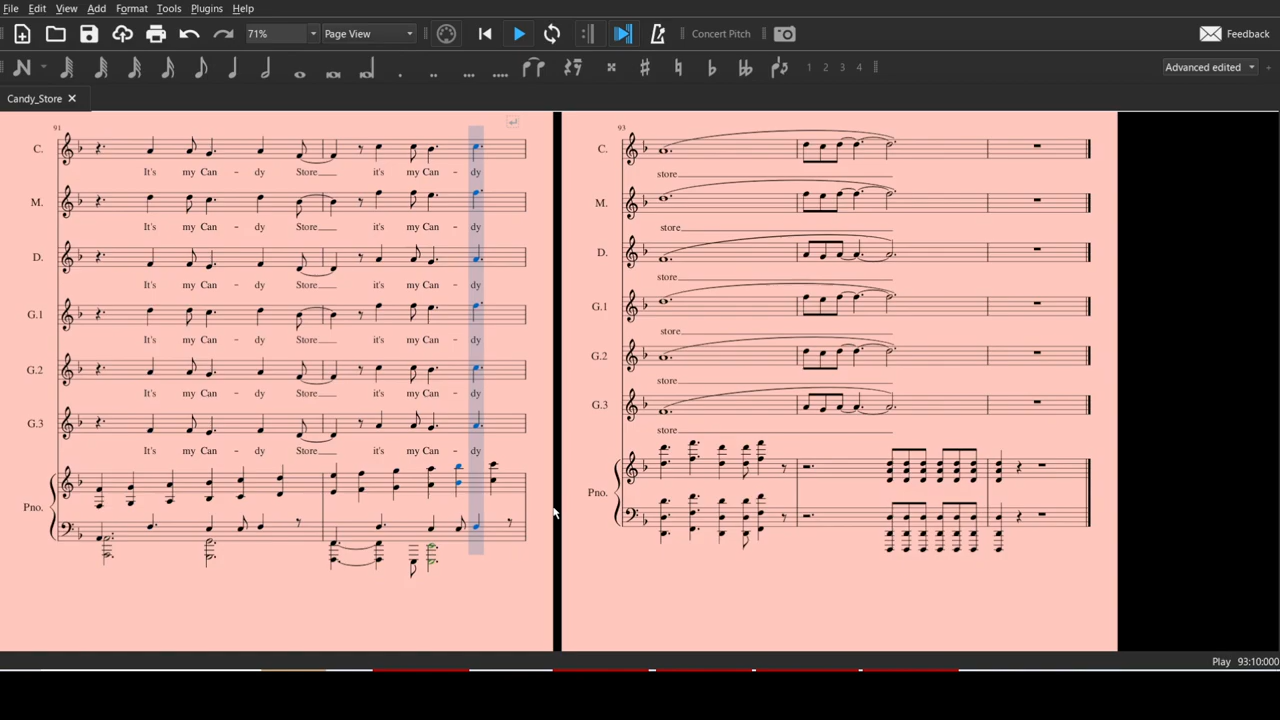 File Edit View Add Format Tools Plugins Help
71% Page View Concert Pitch Feedback
1 2 3 4 Advanced edited
Candy_Store
91
C.
It's my Can - dy Store it's my Can - dy
M.
It's my Can - dy Store it's my Can - dy
D.
It's my Can - dy Store it's my Can - dy
G.1
It's my Can - dy Store it's my Can - dy
G.2
It's my Can - dy Store it's my Can - dy
G.3
It's my Can - dy Store it's my Can - dy
Pno.
93
C.
store
M.
store
D.
store
G.1
store
G.2
store
G.3
store
Pno.
Play 93:10:000